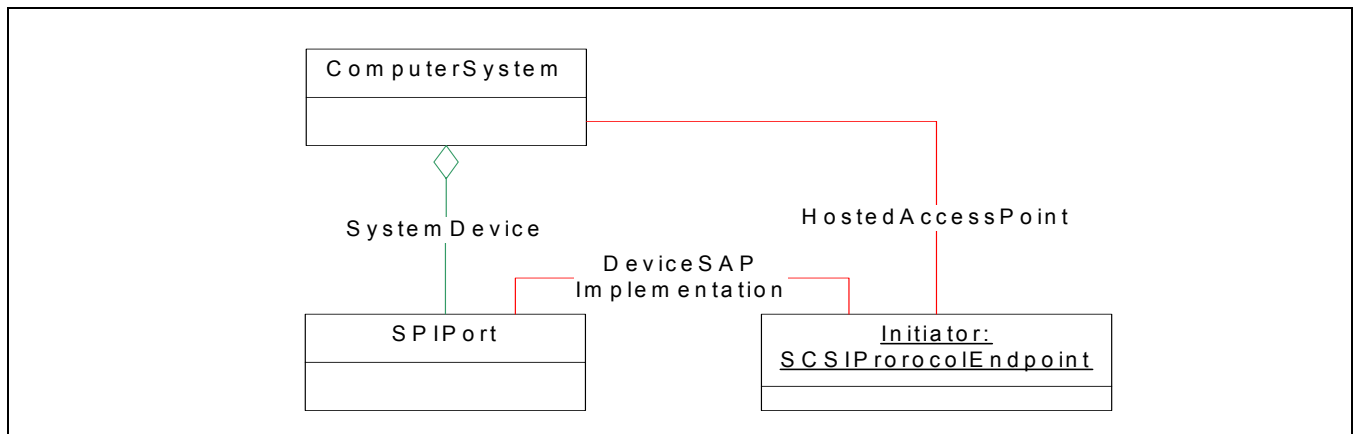 ComputerSystem
HostedAccessPoint
SystemDevice
DeviceSAP
Implementation
SPIPort
Initiator:
SCSIProrocolEndpoint